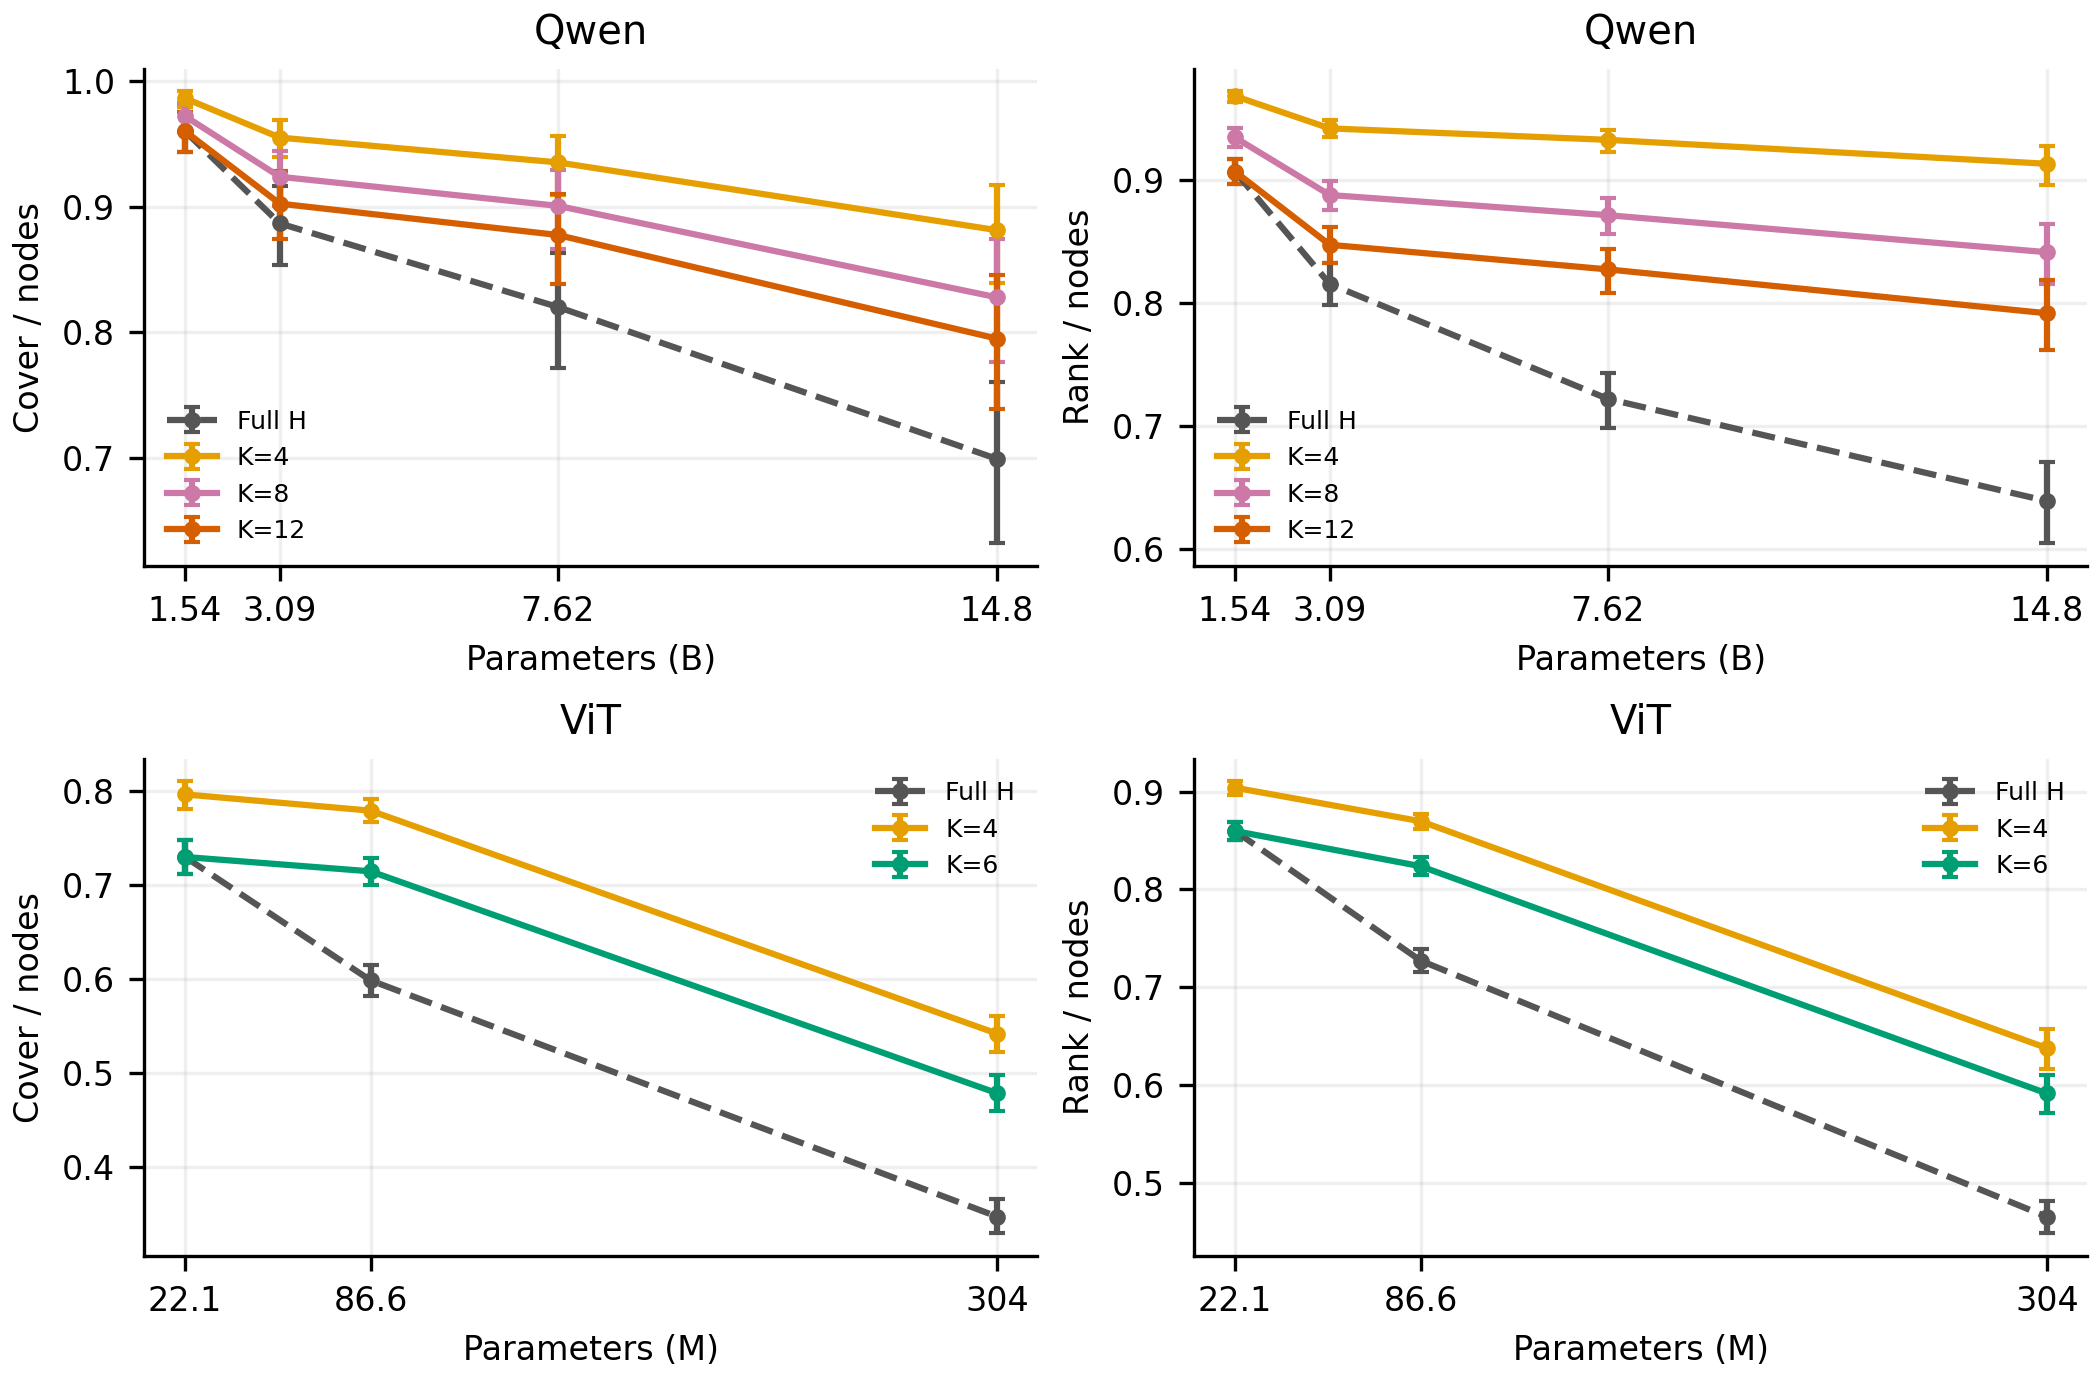 Qwen
1.0
0.9
0.8
0.7
Cover / nodes
Full H
K=4
K=8
K=12
1.54 3.09 7.62 14.8
Parameters (B)
Qwen
0.9
0.8
0.7
0.6
Rank / nodes
Full H
K=4
K=8
K=12
1.54 3.09 7.62 14.8
Parameters (B)
ViT
0.8
0.7
0.6
0.5
0.4
Cover / nodes
Full H
K=4
K=6
22.1 86.6 304
Parameters (M)
ViT
0.9
0.8
0.7
0.6
0.5
Rank / nodes
Full H
K=4
K=6
22.1 86.6 304
Parameters (M)